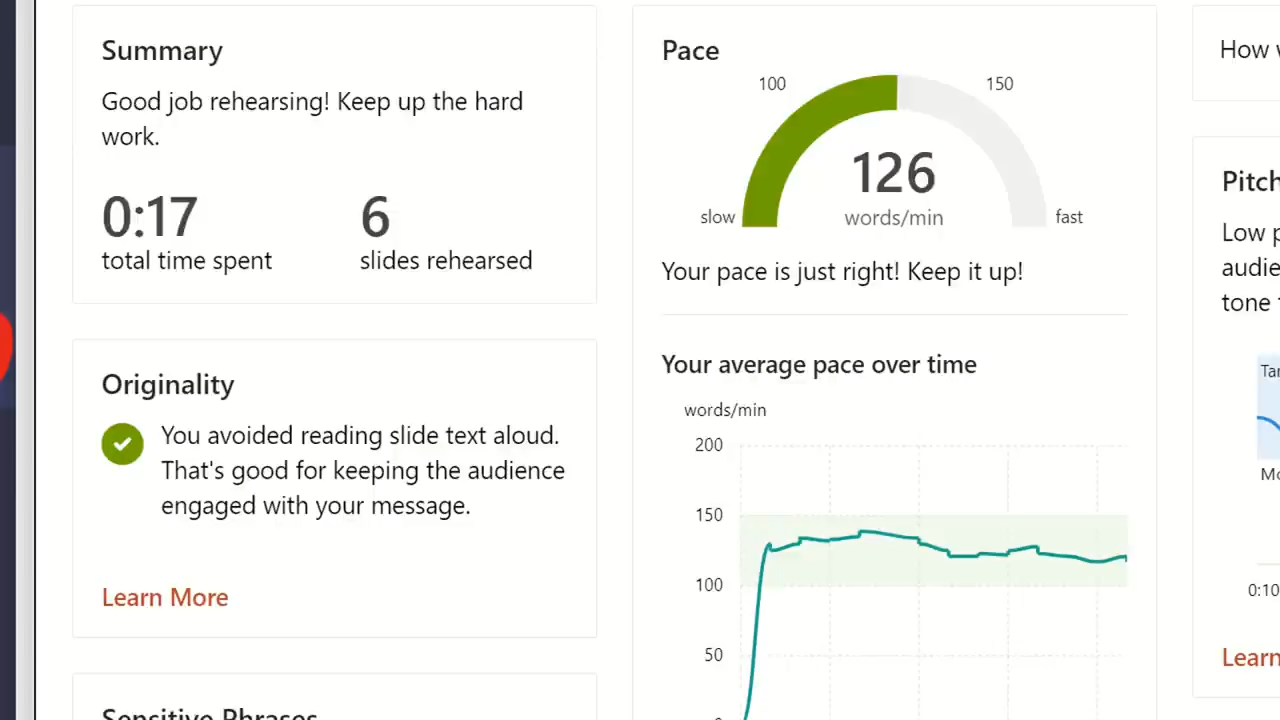 Summary
Good job rehearsing! Keep up the hard
work.
0:17
total time spent
6
slides rehearsed
Originality
You avoided reading slide text aloud.
That's good for keeping the audience
engaged with your message.
Learn More
Sensitive Phrases
Pace
100
150
126
words/min
slow
fast
Your pace is just right! Keep it up!
Your average pace over time
words/min
200
150
100
50
How
Pitch
Low
audie
tone
0:10
Learn